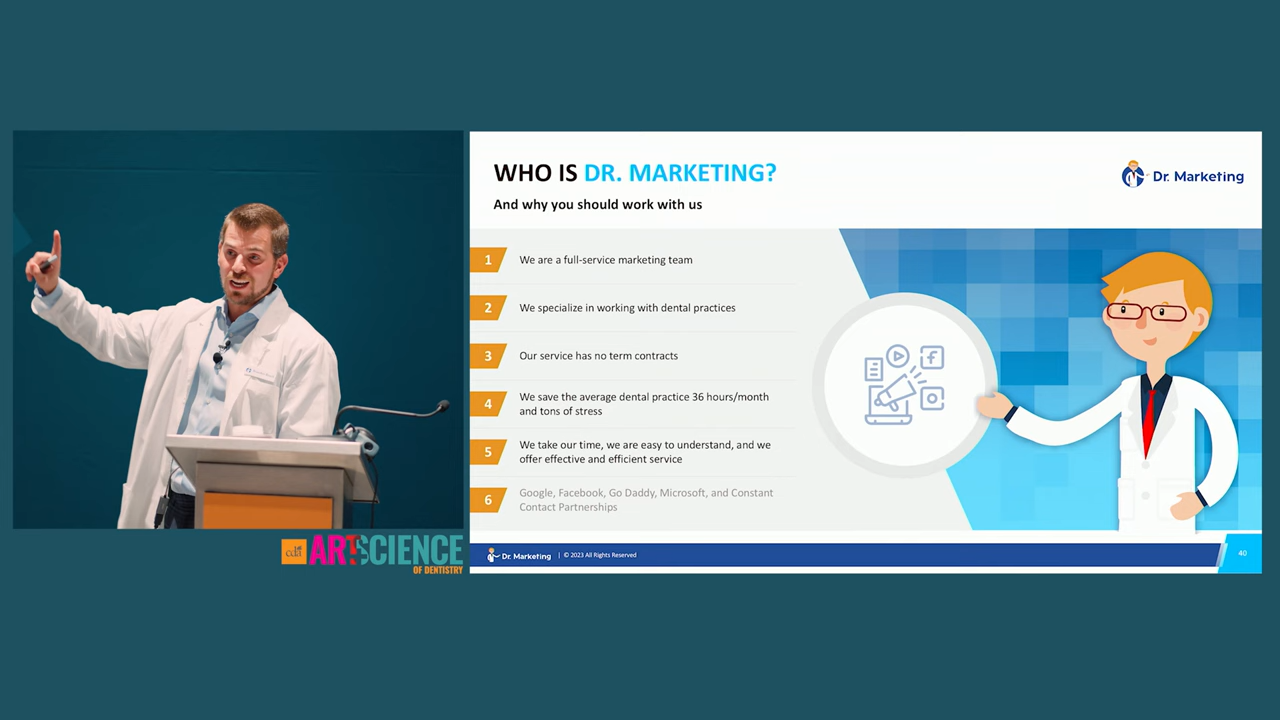 WHO IS DR. MARKETING?
And why you should work with us
Dr. Marketing
1 We are a full-service marketing team
2 We specialize in working with dental practices
3 Our service has no term contracts
4 We save the average dental practice 36 hours/month
and tons of stress
5 We take our time, we are easy to understand, and we
offer effective and efficient service
6 Google, Facebook, Go Daddy, Microsoft, and Constant
Contact Partnerships
Dr. Marketing | © 2023 All Rights Reserved
40
cda ARTSCIENCE
OF DENTISTRY